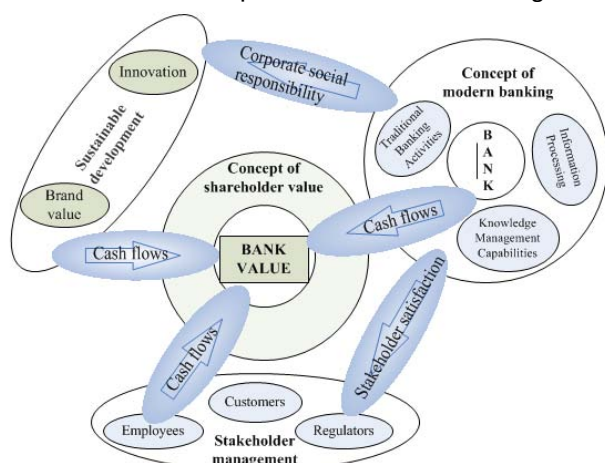 Innovation
Sustainable
development
Brand
value
Corporate social
responsibility
Concept of
modern banking
Traditional
Banking
Activities
B
A
N
K
Information
Processing
Knowledge
Management
Capabilities
Concept of
shareholder value
BANK
VALUE
Cash flows
Cash flows
Cash flows
Stakeholder satisfaction
Customers
Employees
Regulators
Stakeholder
management